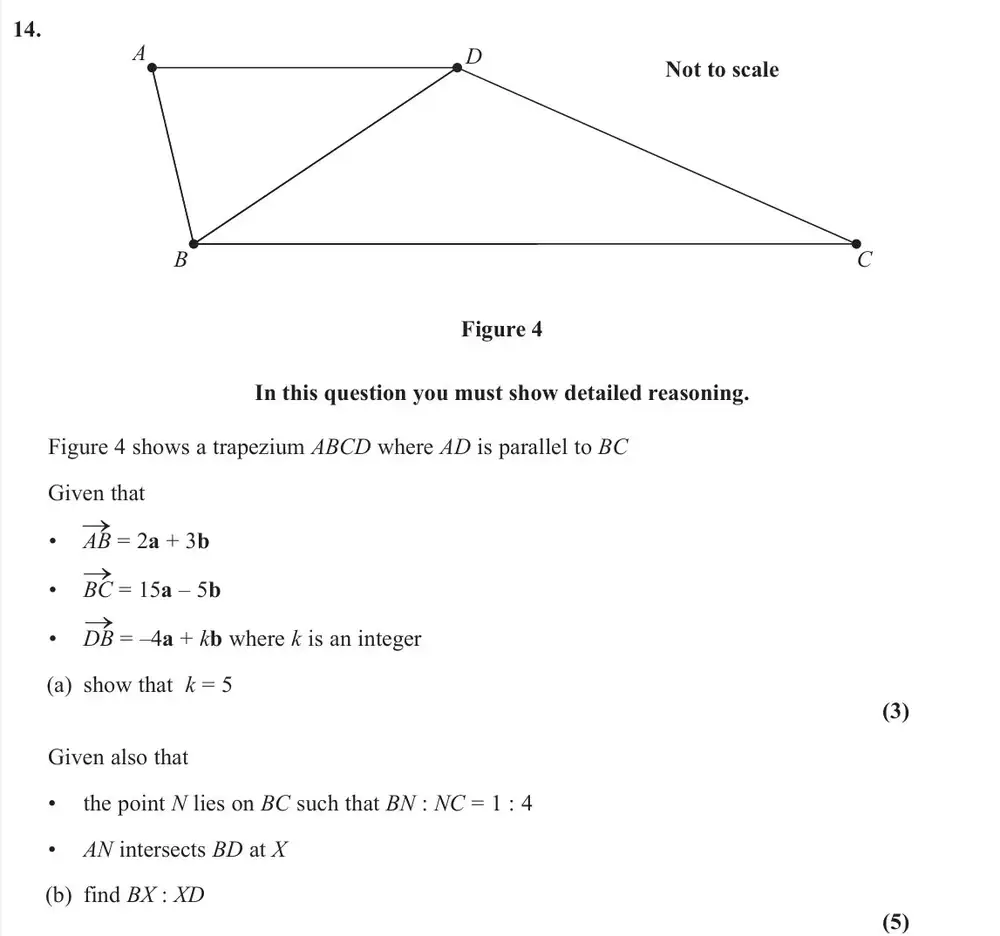 14.
A
D
Not to scale
B
C
Figure 4
In this question you must show detailed reasoning.
Figure 4 shows a trapezium ABCD where AD is parallel to BC
Given that
• $\overrightarrow{AB}$ = 2a + 3b
• $\overrightarrow{BC}$ = 15a – 5b
• $\overrightarrow{DB}$ = –4a + kb where k is an integer
(a) show that k = 5
(3)
Given also that
• the point N lies on BC such that BN : NC = 1 : 4
• AN intersects BD at X
(b) find BX : XD
(5)